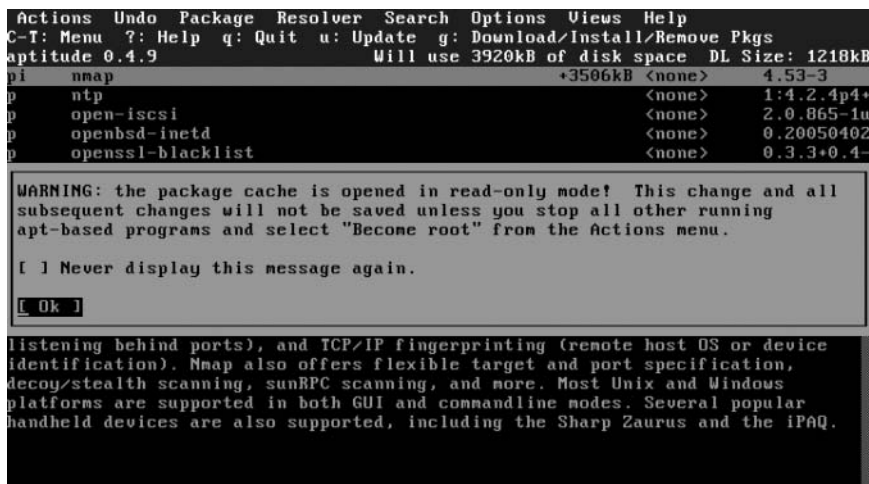 Actions Undo Package Resolver Search Options Views Help
C-T: Menu ?: Help q: Quit u: Update g: Download/Install/Remove Pkgs
aptitude 0.4.9 Will use 3920kB of disk space DL Size: 1218kB
pi nmap +3506kB <none> 4.53-3
p ntp <none> 1:4.2.4p4+
p open-iscsi <none> 2.0.865-1u
p openbsd-inetd <none> 0.20050402
p openssl-blacklist <none> 0.3.3+0.4-
WARNING: the package cache is opened in read-only mode! This change and all
subsequent changes will not be saved unless you stop all other running
apt-based programs and select "Become root" from the Actions menu.
[ ] Never display this message again.
[ Ok ]
listening behind ports), and TCP/IP fingerprinting (remote host OS or device
identification). Nmap also offers flexible target and port specification,
decoy/stealth scanning, sunRPC scanning, and more. Most Unix and Windows
platforms are supported in both GUI and commandline modes. Several popular
handheld devices are also supported, including the Sharp Zaurus and the iPAQ.